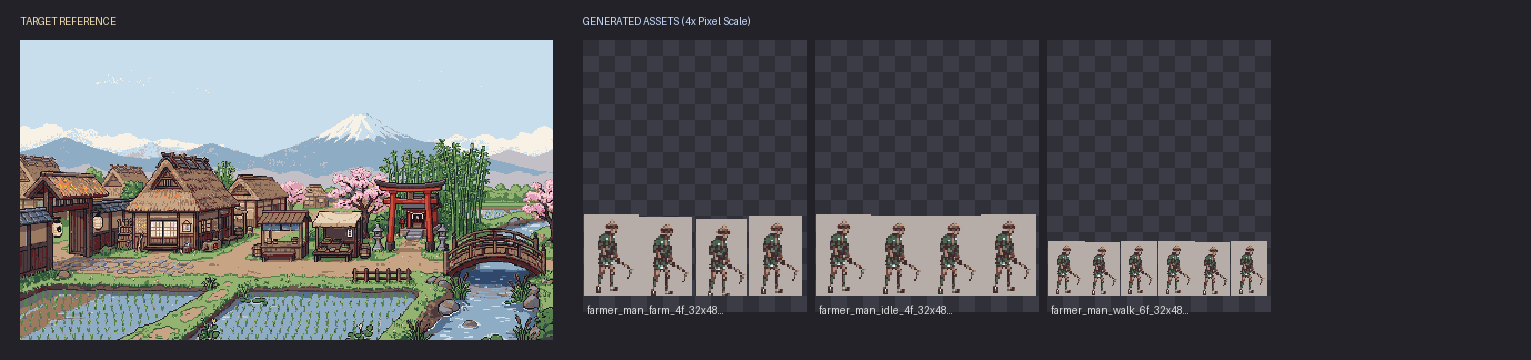 TARGET REFERENCE
GENERATED ASSETS (4x Pixel Scale)
farmer_man_farm_4f_32x48...
farmer_man_idle_4f_32x48...
farmer_man_walk_6f_32x48...